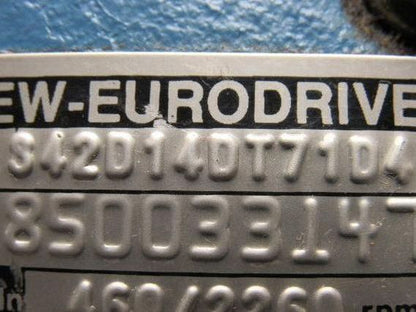 EW-EURODRIVE
S42D14DT71D4
850033147
460/2260 rpm